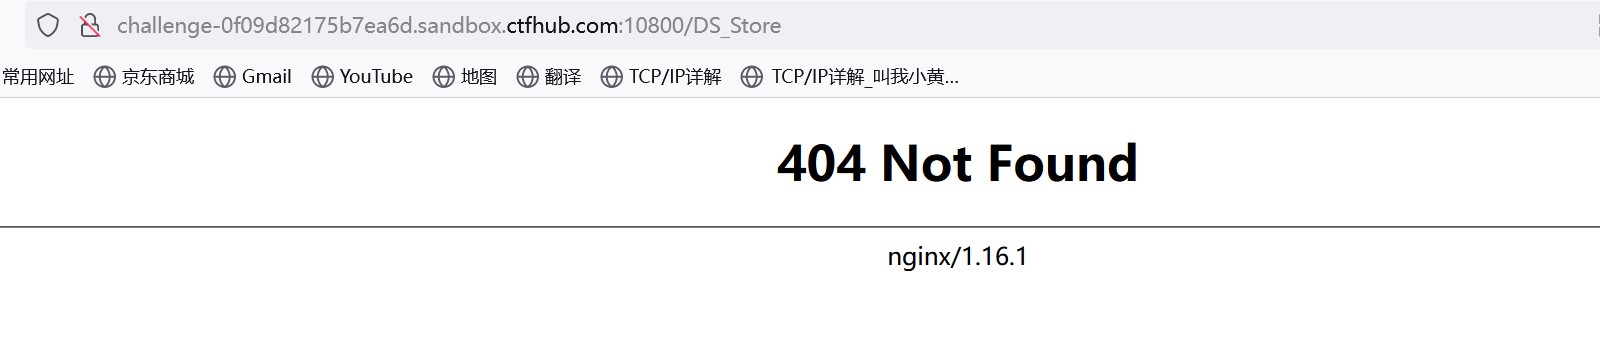 challenge-0f09d82175b7ea6d.sandbox.ctfhub.com:10800/DS_Store
常用网址 京东商城 Gmail YouTube 地图 翻译 TCP/IP详解 TCP/IP详解_叫我小黄...
404 Not Found
nginx/1.16.1